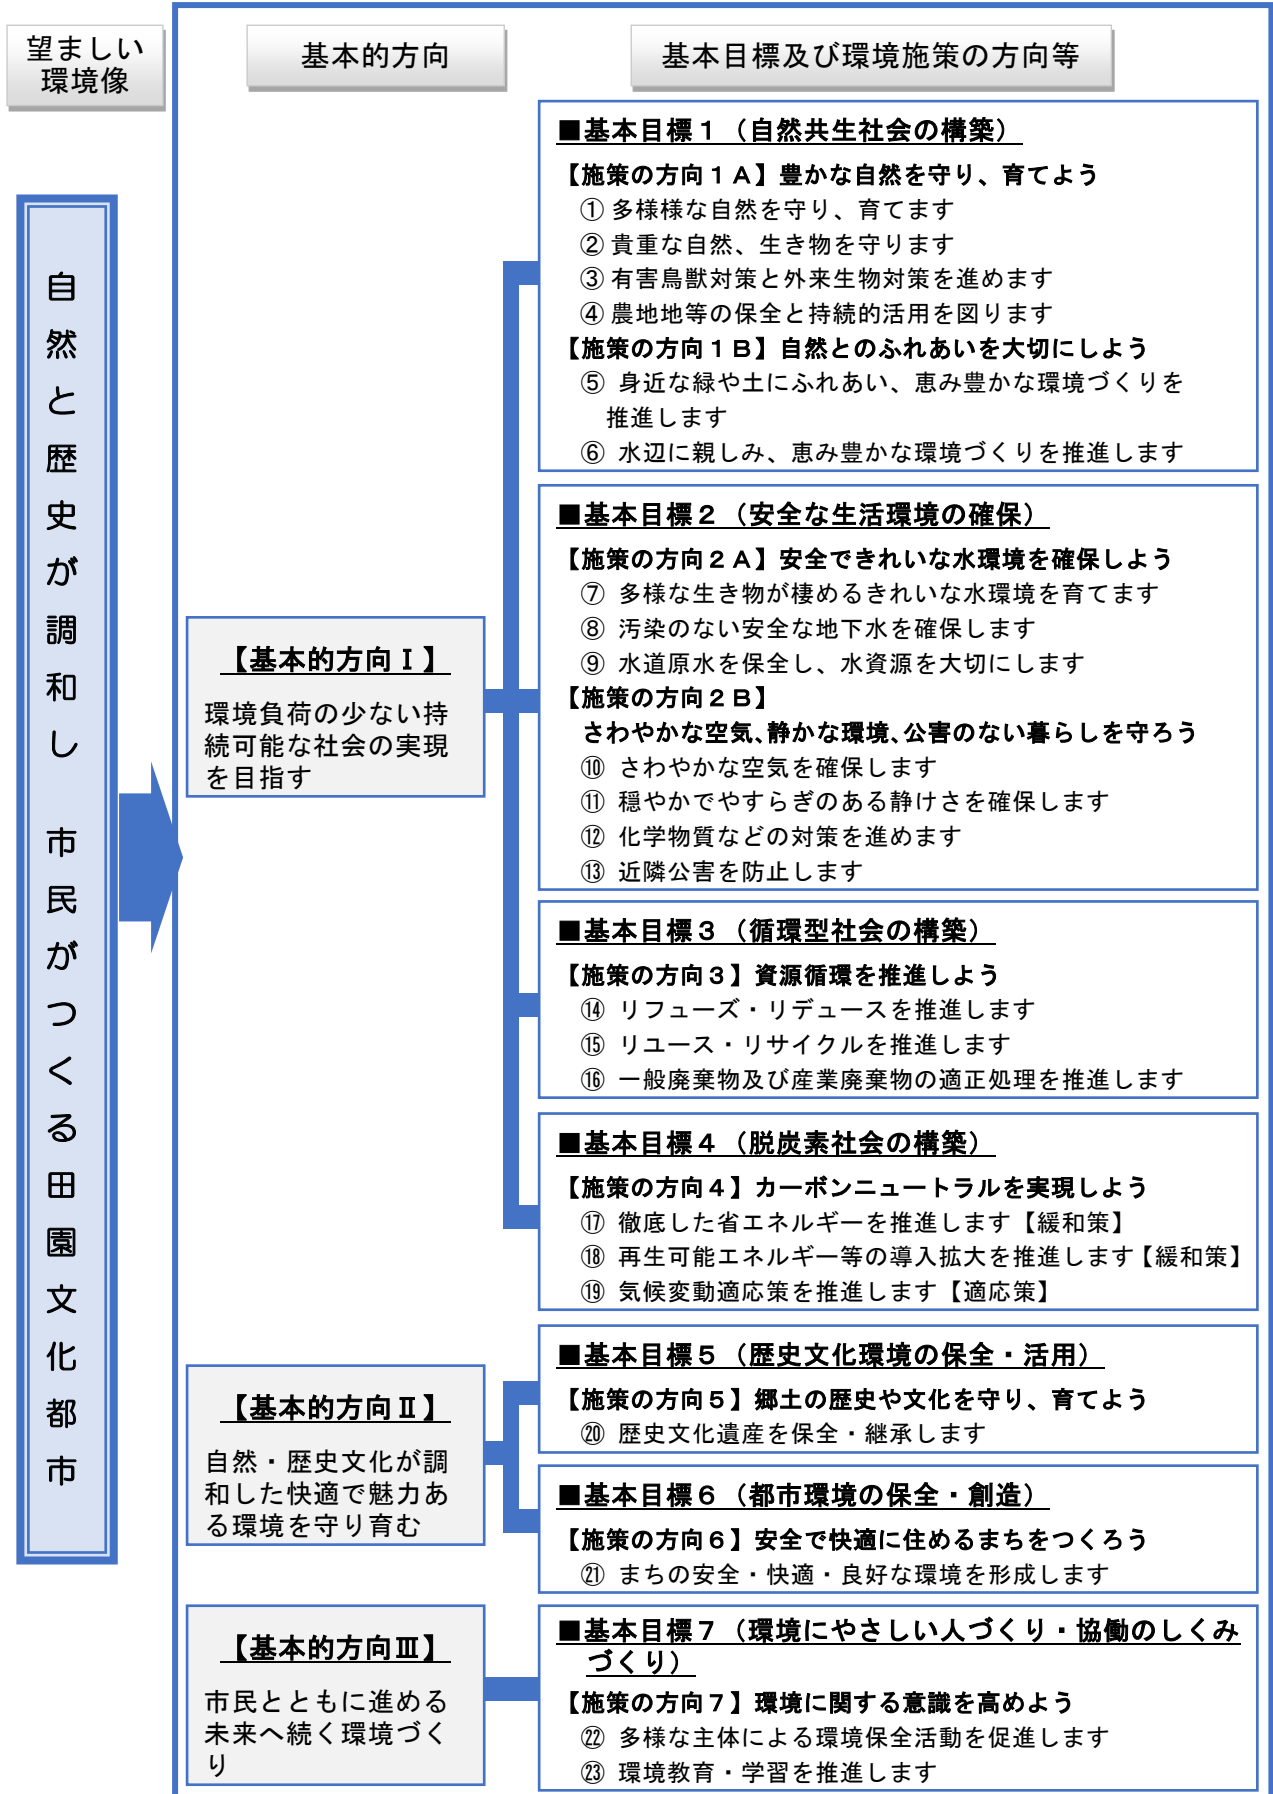 望ましい
環境像
基本的方向
基本目標及び環境施策の方向等
自然と歴史が調和し　市民がつくる田園文化都市
【基本的方向Ⅰ】
環境負荷の少ない持
続可能な社会の実現
を目指す
■基本目標１（自然共生社会の構築）
【施策の方向１Ａ】豊かな自然を守り、育てよう
① 多様様な自然を守り、育てます
② 貴重な自然、生き物を守ります
③ 有害鳥獣対策と外来生物対策を進めます
④ 農地地等の保全と持続的活用を図ります
【施策の方向１Ｂ】自然とのふれあいを大切にしよう
⑤ 身近な緑や土にふれあい、恵み豊かな環境づくりを
推進します
⑥ 水辺に親しみ、恵み豊かな環境づくりを推進します
■基本目標２（安全な生活環境の確保）
【施策の方向２Ａ】安全できれいな水環境を確保しよう
⑦ 多様な生き物が棲めるきれいな水環境を育てます
⑧ 汚染のない安全な地下水を確保します
⑨ 水道原水を保全し、水資源を大切にします
【施策の方向２Ｂ】
さわやかな空気、静かな環境、公害のない暮らしを守ろう
⑩ さわやかな空気を確保します
⑪ 穏やかでやすらぎのある静けさを確保します
⑫ 化学物質などの対策を進めます
⑬ 近隣公害を防止します
■基本目標３（循環型社会の構築）
【施策の方向３】資源循環を推進しよう
⑭ リフューズ・リデュースを推進します
⑮ リユース・リサイクルを推進します
⑯ 一般廃棄物及び産業廃棄物の適正処理を推進します
■基本目標４（脱炭素社会の構築）
【施策の方向４】カーボンニュートラルを実現しよう
⑰ 徹底した省エネルギーを推進します【緩和策】
⑱ 再生可能エネルギー等の導入拡大を推進します【緩和策】
⑲ 気候変動適応策を推進します【適応策】
【基本的方向Ⅱ】
自然・歴史文化が調
和した快適で魅力あ
る環境を守り育む
■基本目標５（歴史文化環境の保全・活用）
【施策の方向５】郷土の歴史や文化を守り、育てよう
⑳ 歴史文化遺産を保全・継承します
■基本目標６（都市環境の保全・創造）
【施策の方向６】安全で快適に住めるまちをつくろう
㉑ まちの安全・快適・良好な環境を形成します
【基本的方向Ⅲ】
市民とともに進める
未来へ続く環境づく
り
■基本目標７（環境にやさしい人づくり・協働のしくみ
づくり）
【施策の方向７】環境に関する意識を高めよう
㉒ 多様な主体による環境保全活動を促進します
㉓ 環境教育・学習を推進します